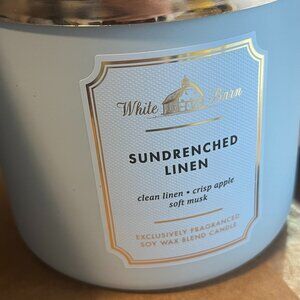 White Barn
SUNDRENCHED
LINEN
clean linen • crisp apple
soft musk
EXCLUSIVELY FRAGRANCED
SOY WAX BLEND CANDLE